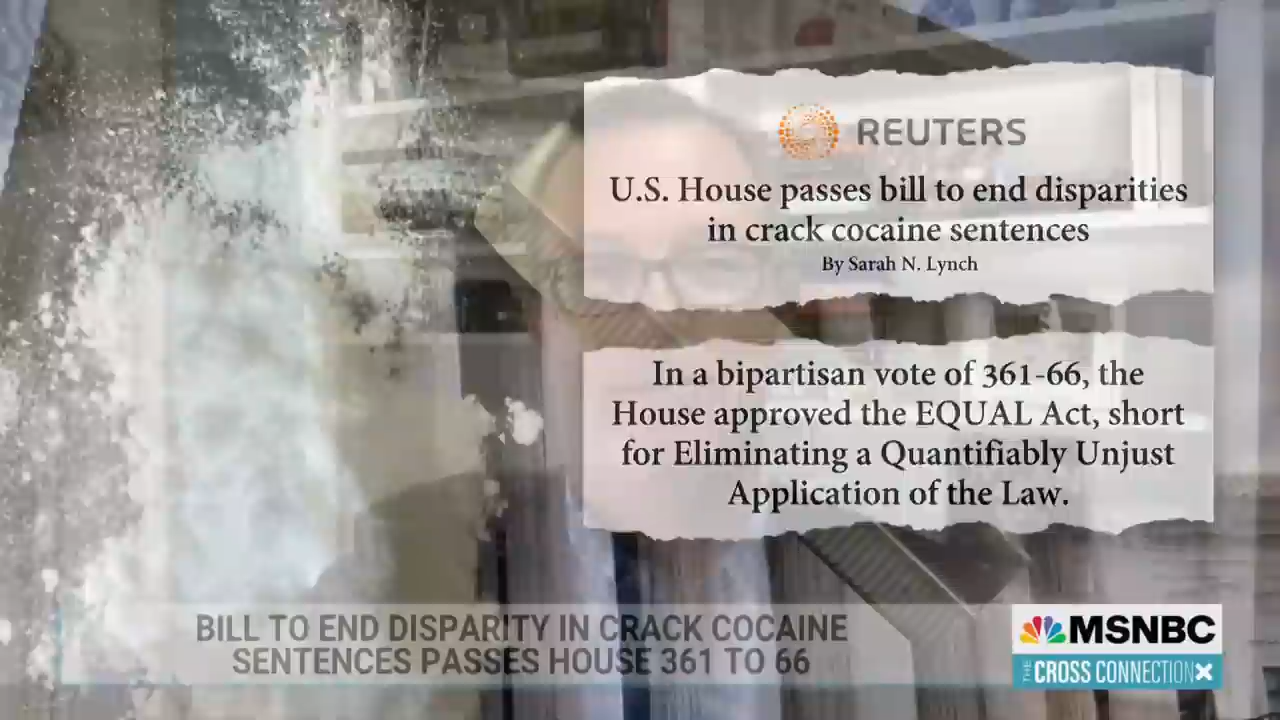 REUTERS
U.S. House passes bill to end disparities
in crack cocaine sentences
By Sarah N. Lynch
In a bipartisan vote of 361-66, the
House approved the EQUAL Act, short
for Eliminating a Quantifiably Unjust
Application of the Law.
BILL TO END DISPARITY IN CRACK COCAINE
SENTENCES PASSES HOUSE 361 TO 66
MSNBC
THE CROSS CONNECTION